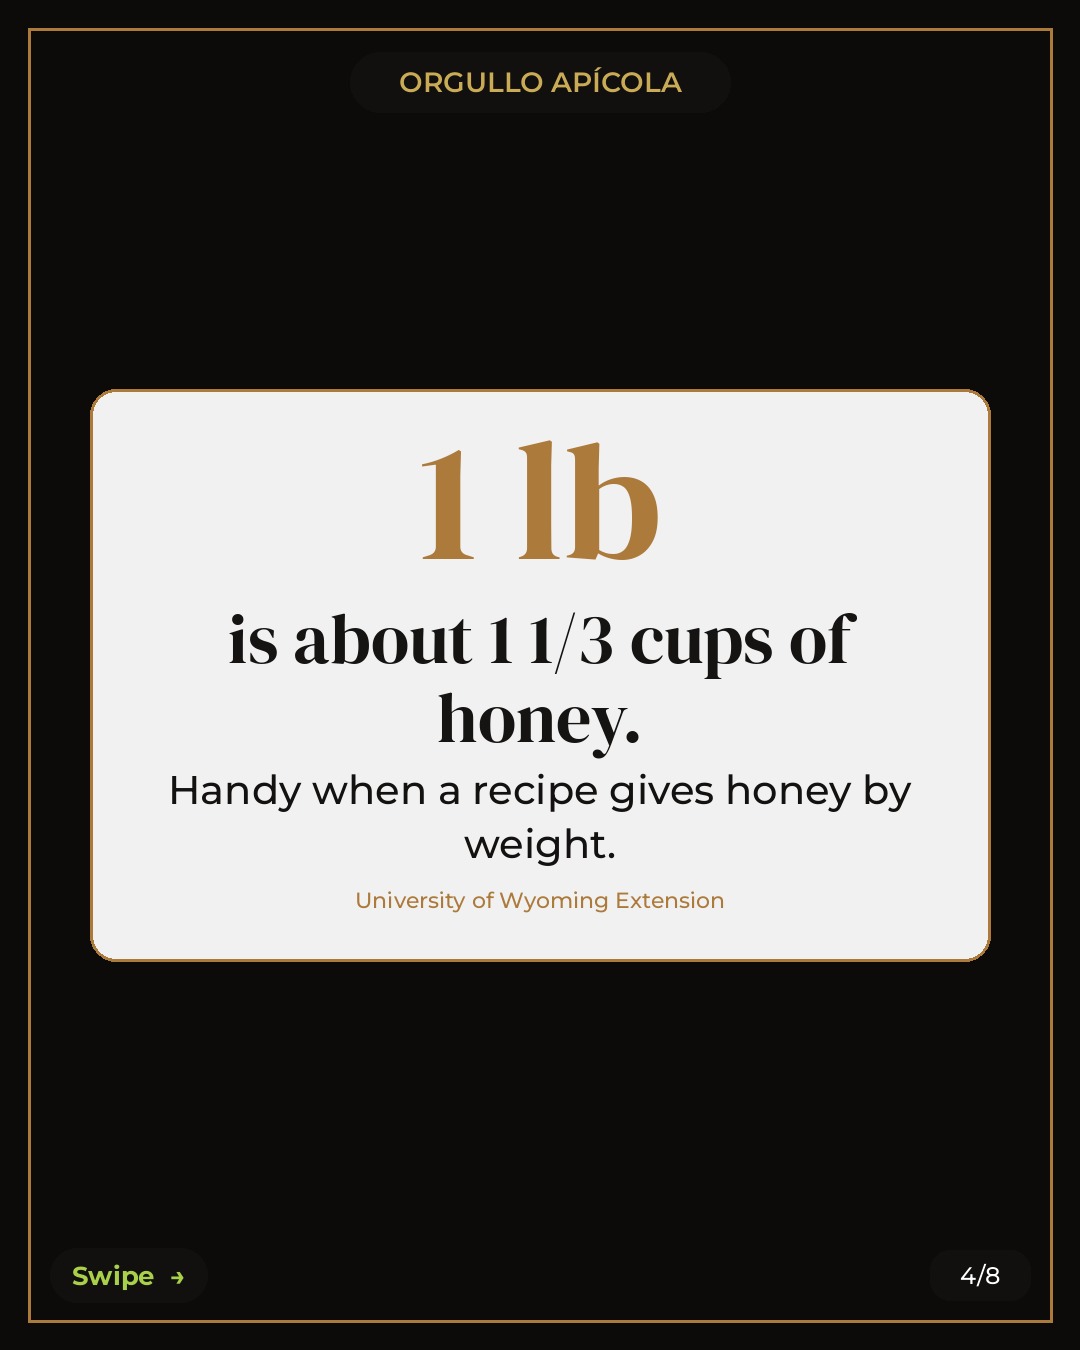 ORGULLO APÍCOLA
1 lb
is about 1 1/3 cups of
honey.
Handy when a recipe gives honey by
weight.
University of Wyoming Extension
Swipe →
4/8